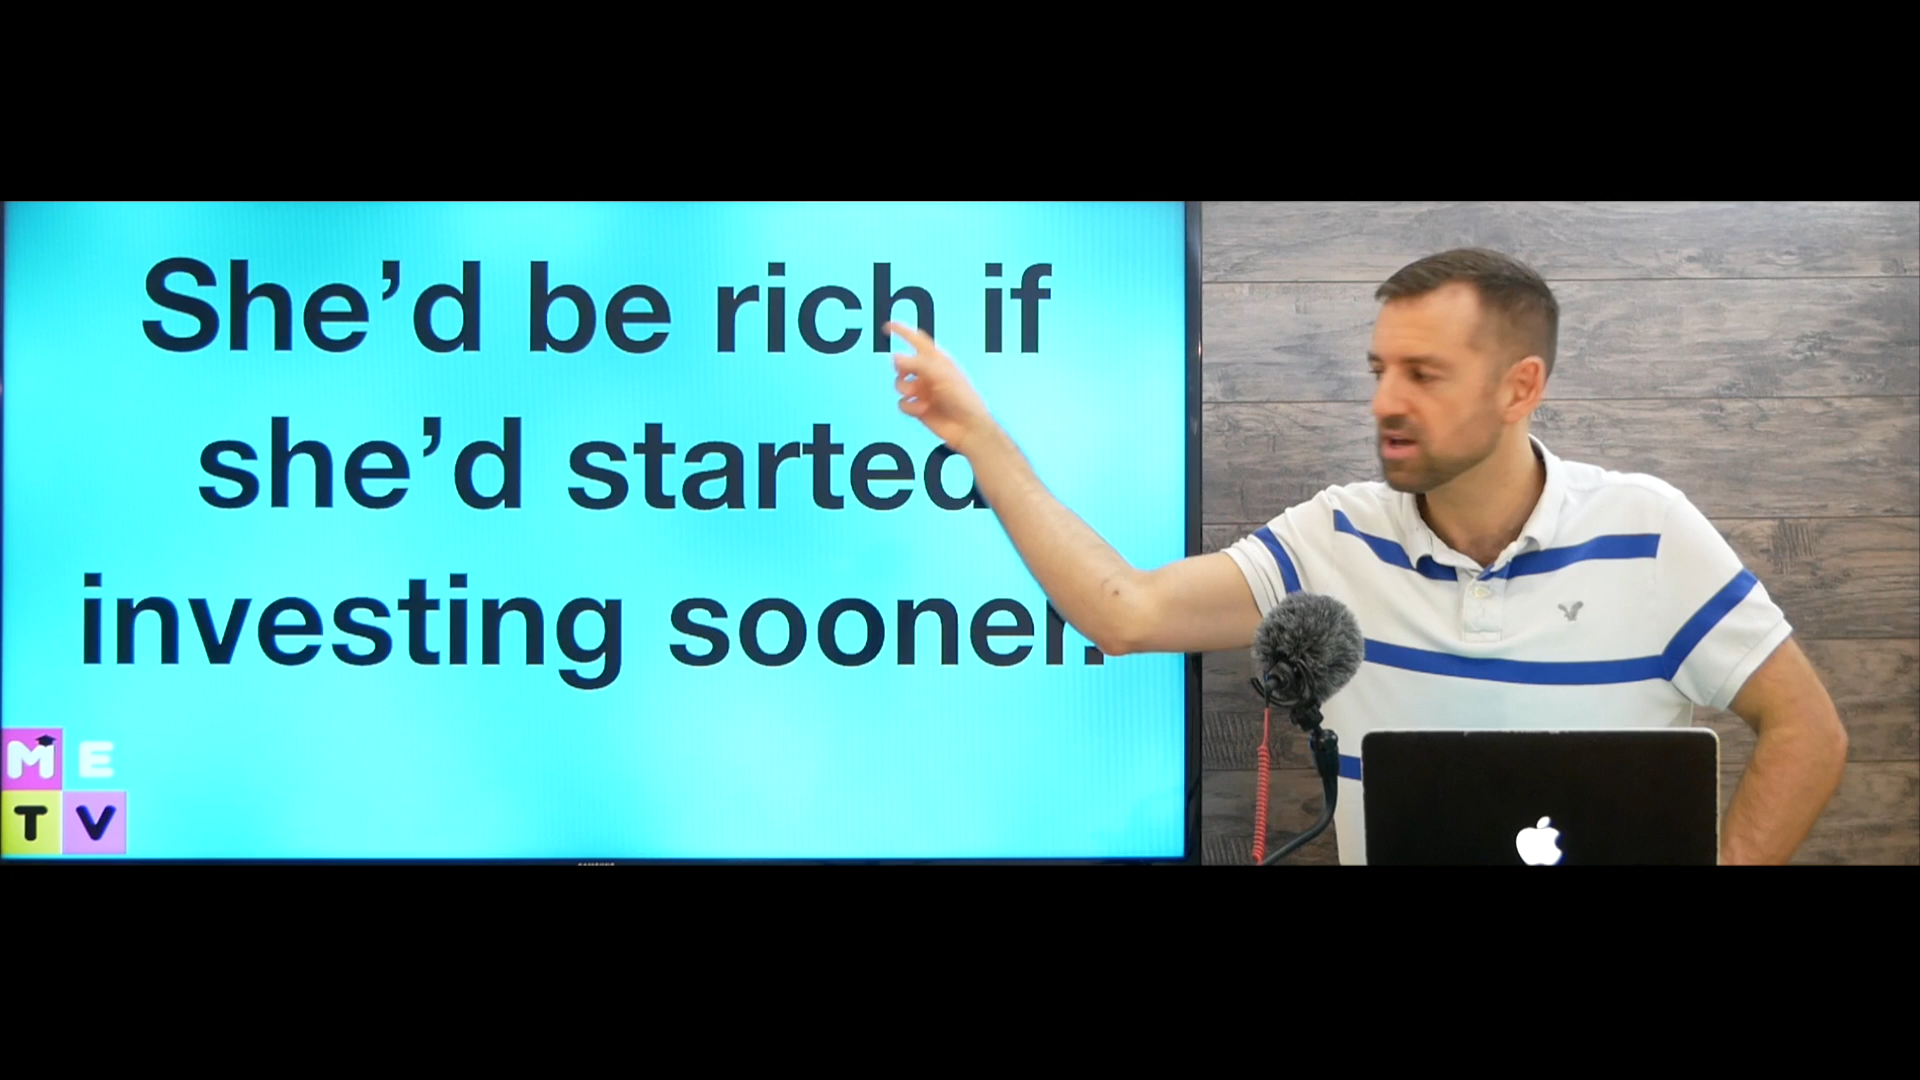 She’d be rich if
she’d started
investing sooner.
M E
T V